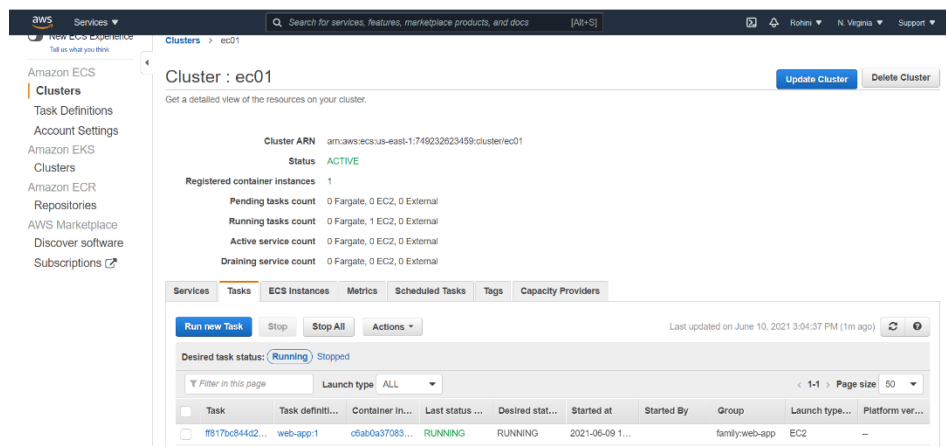 aws Services ▼ Search for services, features, marketplace products, and docs [Alt+S] Rohini ▼ N. Virginia ▼ Support ▼
New ECS Experience
Tell us what you think
Amazon ECS
Clusters
Task Definitions
Account Settings
Amazon EKS
Clusters
Amazon ECR
Repositories
AWS Marketplace
Discover software
Subscriptions
Clusters > ec01
Cluster : ec01
Update Cluster Delete Cluster
Get a detailed view of the resources on your cluster.
Cluster ARN arn:aws:ecs:us-east-1:749232623459:cluster/ec01
Status ACTIVE
Registered container instances 1
Pending tasks count 0 Fargate, 0 EC2, 0 External
Running tasks count 0 Fargate, 1 EC2, 0 External
Active service count 0 Fargate, 0 EC2, 0 External
Draining service count 0 Fargate, 0 EC2, 0 External
Services Tasks ECS Instances Metrics Scheduled Tasks Tags Capacity Providers
Run new Task Stop Stop All Actions Last updated on June 10, 2021 3:04:37 PM (1m ago)
Desired task status: Running Stopped
Filter in this page Launch type ALL < 1-1 > Page size 50
Task Task definiti... Container in... Last status ... Desired stat... Started at Started By Group Launch type... Platform ver...
ff817bc844d2... web-app:1 c6ab0a37083... RUNNING RUNNING 2021-06-09 1... family:web-app EC2 --